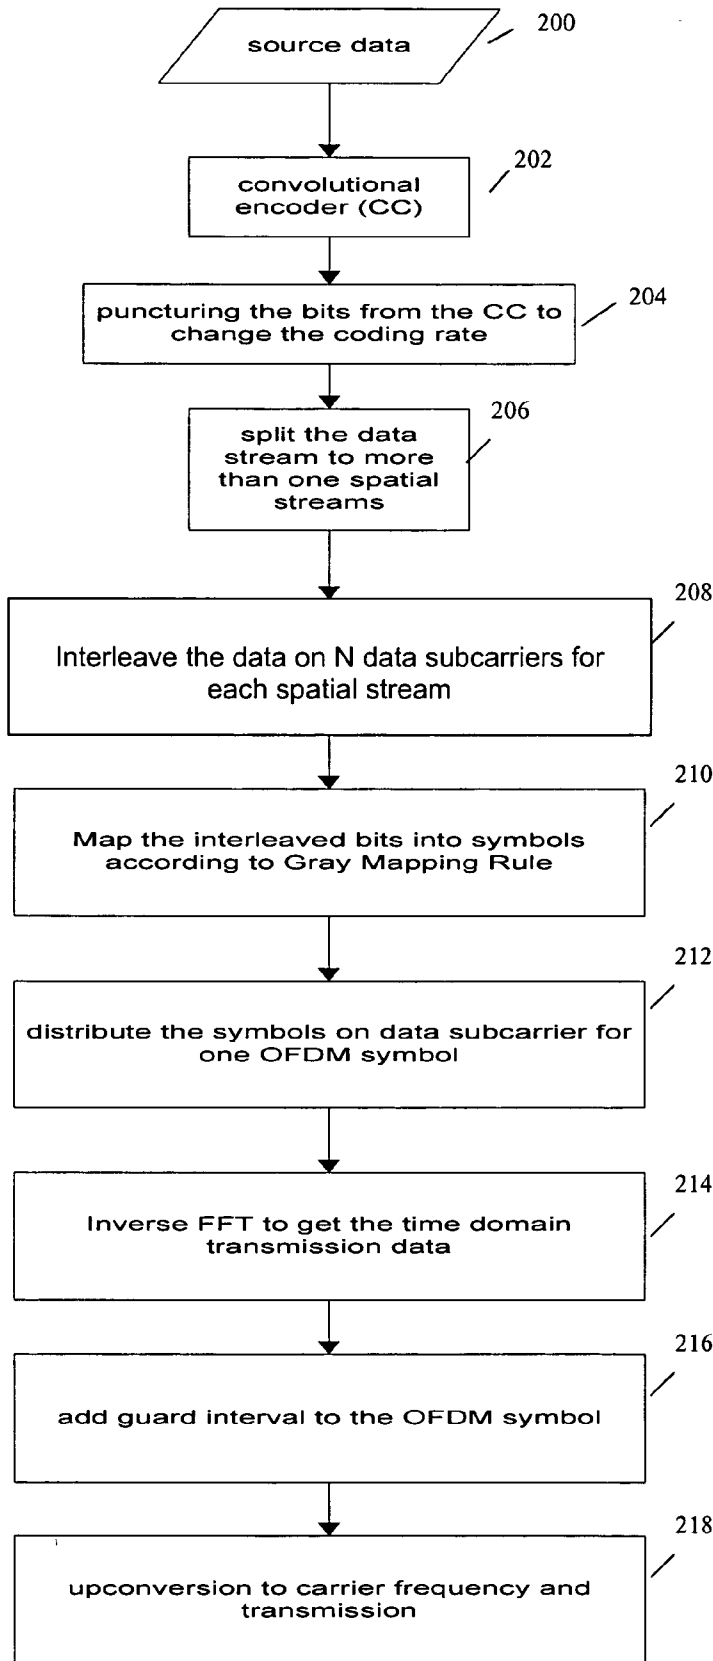 source data
200
convolutional
encoder (CC)
202
puncturing the bits from the CC to
change the coding rate
204
split the data
stream to more
than one spatial
streams
206
Interleave the data on N data subcarriers for
each spatial stream
208
Map the interleaved bits into symbols
according to Gray Mapping Rule
210
distribute the symbols on data subcarrier for
one OFDM symbol
212
Inverse FFT to get the time domain
transmission data
214
add guard interval to the OFDM symbol
216
upconversion to carrier frequency and
transmission
218